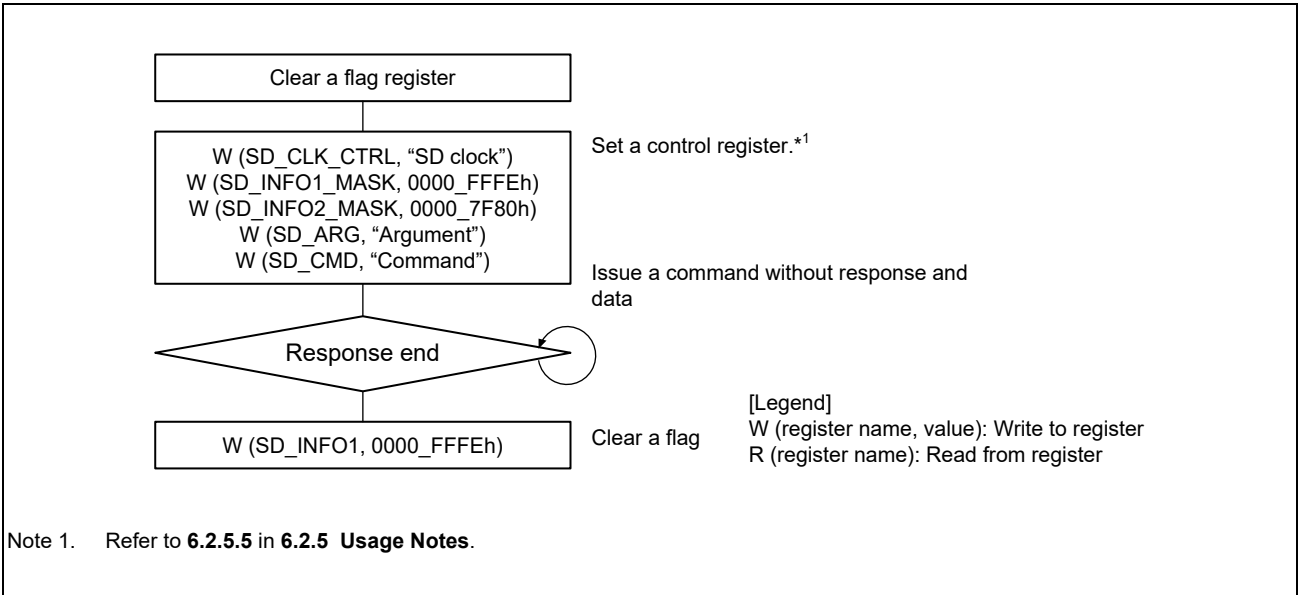 Clear a flag register
W (SD_CLK_CTRL, “SD clock”)
W (SD_INFO1_MASK, 0000_FFFEh)
W (SD_INFO2_MASK, 0000_7F80h)
W (SD_ARG, “Argument”)
W (SD_CMD, “Command”)
Set a control register.*1
Issue a command without response and
data
Response end
W (SD_INFO1, 0000_FFFEh)
Clear a flag
[Legend]
W (register name, value): Write to register
R (register name): Read from register
Note 1. Refer to 6.2.5.5 in 6.2.5 Usage Notes.